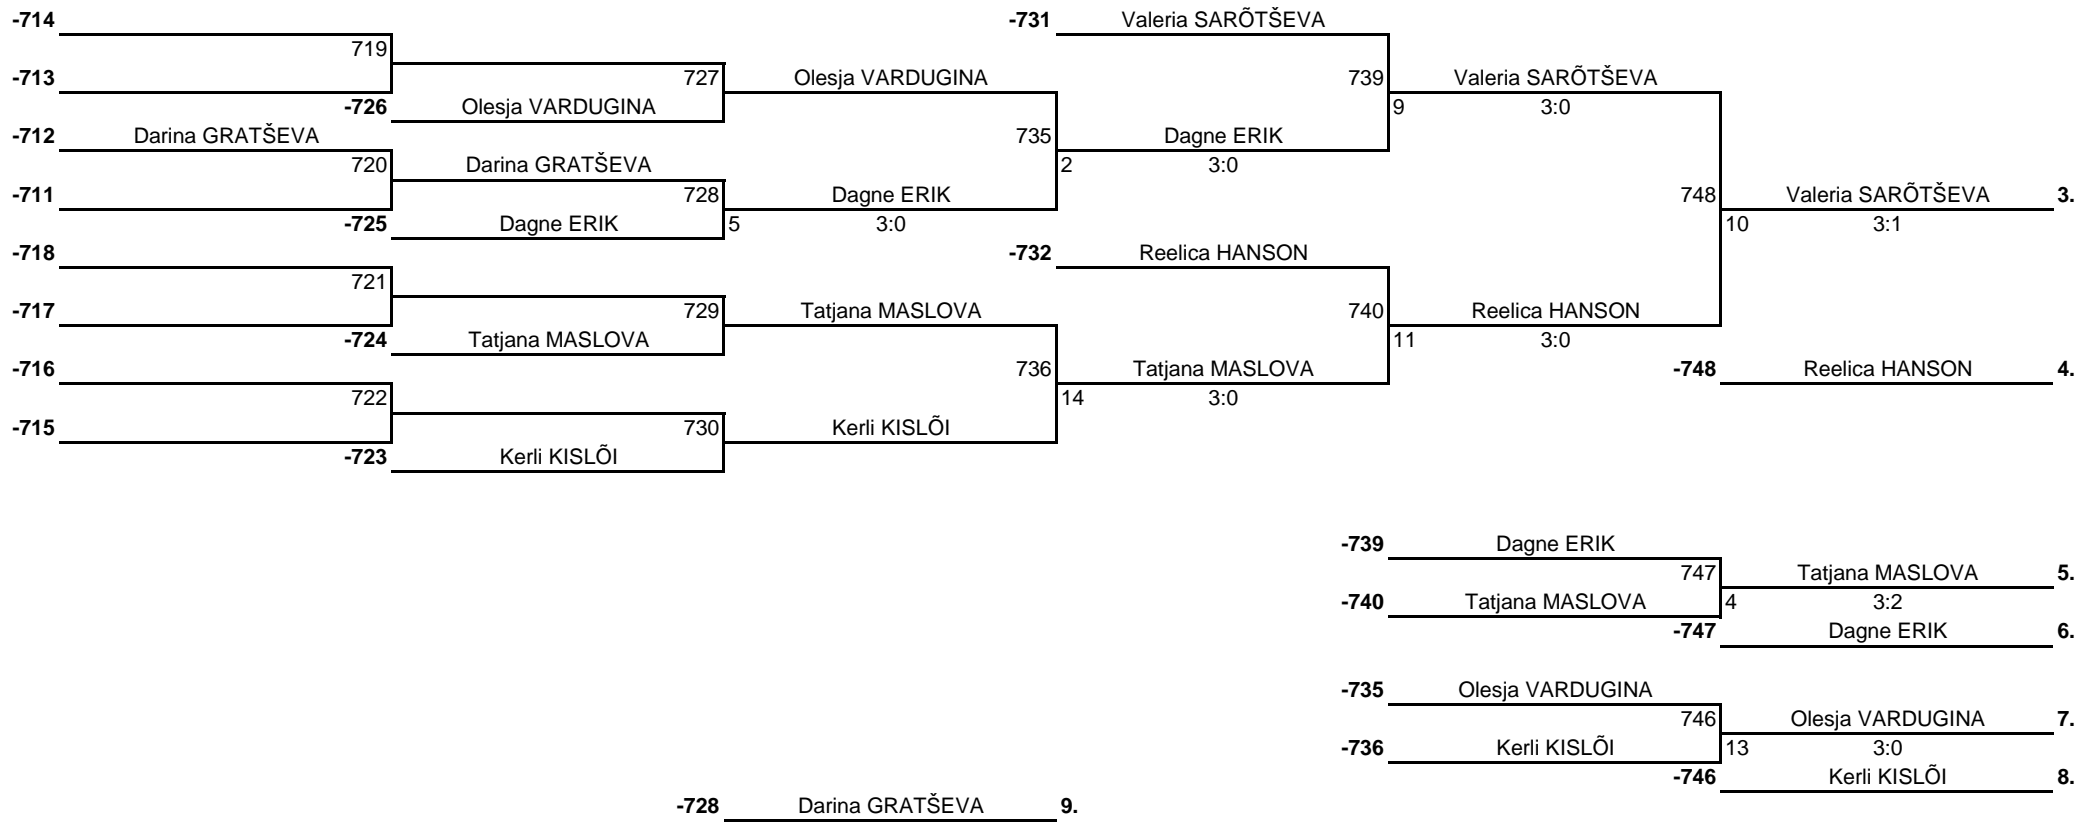 -714 -731 Valeria SARÕTŠEVA
719
-713 727 Olesja VARDUGINA 739 Valeria SARÕTŠEVA
-726 Olesja VARDUGINA 9 3:0
-712 Darina GRATŠEVA 735 Dagne ERIK
720 Darina GRATŠEVA 2 3:0
-711 728 Dagne ERIK 748 Valeria SARÕTŠEVA 3.
-725 Dagne ERIK 5 3:0 10 3:1
-718 -732 Reelica HANSON
721
-717 729 Tatjana MASLOVA 740 Reelica HANSON
-724 Tatjana MASLOVA 11 3:0
-716 736 Tatjana MASLOVA -748 Reelica HANSON 4.
722 14 3:0
-715 730 Kerli KISLÕI
-723 Kerli KISLÕI
-739 Dagne ERIK
747 Tatjana MASLOVA 5.
-740 Tatjana MASLOVA 4 3:2
-747 Dagne ERIK 6.
-735 Olesja VARDUGINA
746 Olesja VARDUGINA 7.
-736 Kerli KISLÕI 13 3:0
-746 Kerli KISLÕI 8.
-728 Darina GRATŠEVA 9.